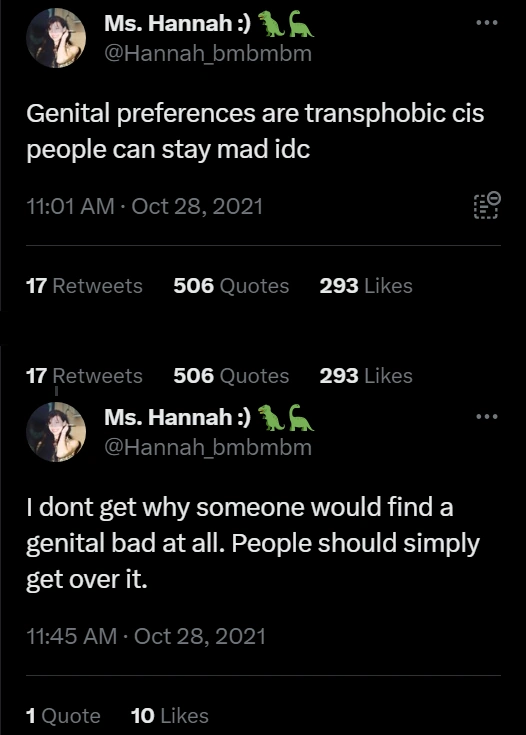 Ms. Hannah :) 🦖🦕
@Hannah_bmbmbm
Genital preferences are transphobic cis
people can stay mad idc
11:01 AM · Oct 28, 2021
17 Retweets 506 Quotes 293 Likes
17 Retweets 506 Quotes 293 Likes
Ms. Hannah :) 🦖🦕
@Hannah_bmbmbm
I dont get why someone would find a
genital bad at all. People should simply
get over it.
11:45 AM · Oct 28, 2021
1 Quote 10 Likes